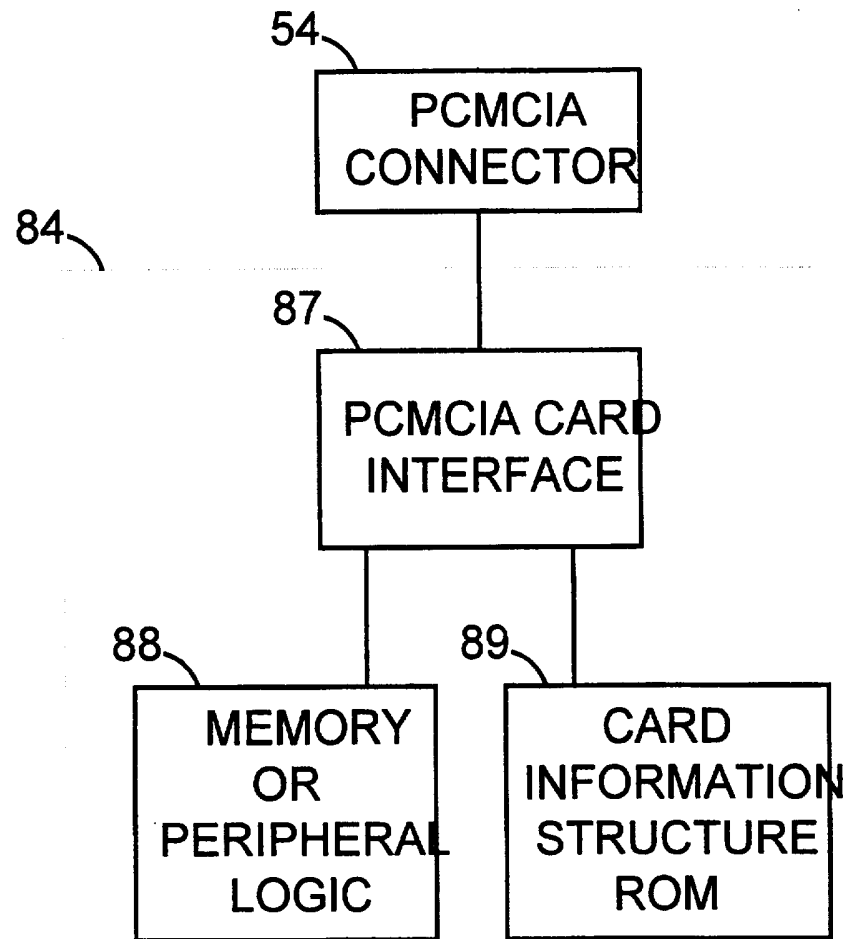 54
PCMCIA
CONNECTOR
84
87
PCMCIA CARD
INTERFACE
88
MEMORY
OR
PERIPHERAL
LOGIC
89
CARD
INFORMATION
STRUCTURE
ROM